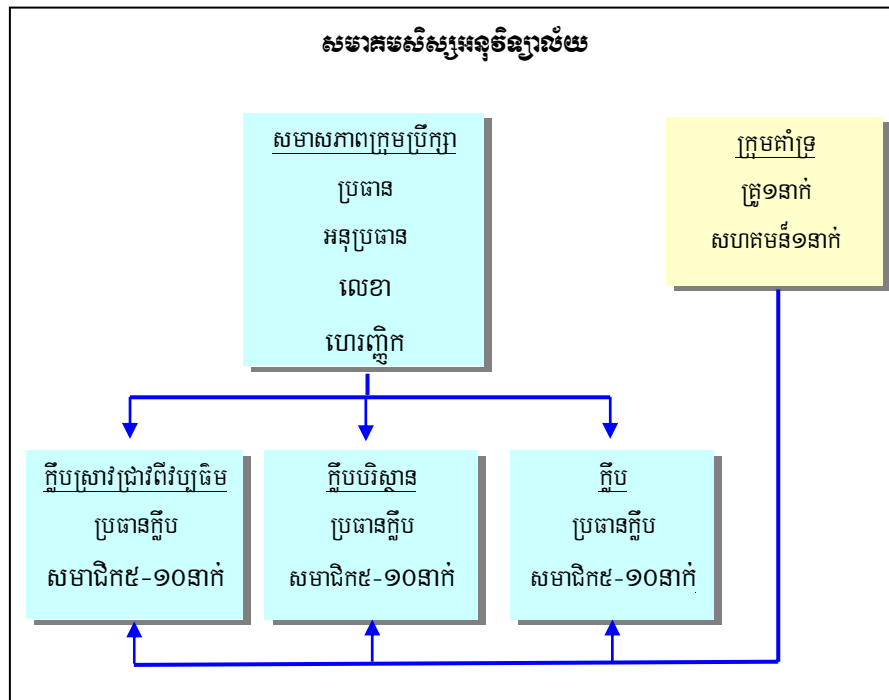 សមាគមសិស្សអនុវិទ្យាល័យ
សមាសភាពក្រុមប្រឹក្សា
ប្រធាន
អនុប្រធាន
លេខា
ហេរញ្ញិក
ក្រុមគាំទ្រ
គ្រូ១នាក់
សហគមន៏១នាក់
ក្លឹបស្រាវជ្រាវពីវប្បធ៌ម
ប្រធានក្លឹប
សមាជិក៥-១០នាក់
ក្លឹបបរិស្ថាន
ប្រធានក្លឹប
សមាជិក៥-១០នាក់
ក្លឹប
ប្រធានក្លឹប
សមាជិក៥-១០នាក់